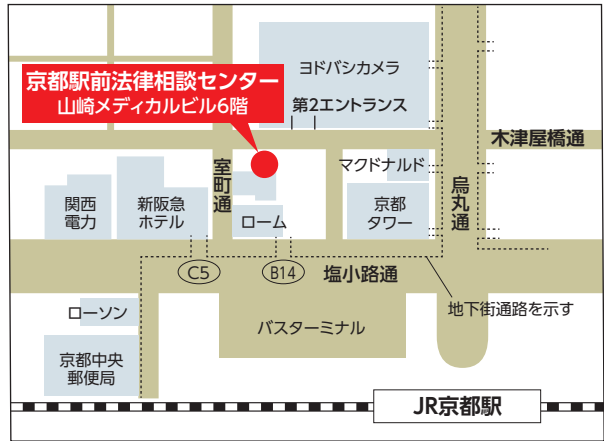 ヨドバシカメラ
京都駅前法律相談センター
山崎メディカルビル6階
第2エントランス
木津屋橋通
室町通
マクドナルド
烏丸通
関西
電力
新阪急
ホテル
ローム
京都
タワー
C5
B14
塩小路通
ローソン
地下街通路を示す
バスターミナル
京都中央
郵便局
JR京都駅